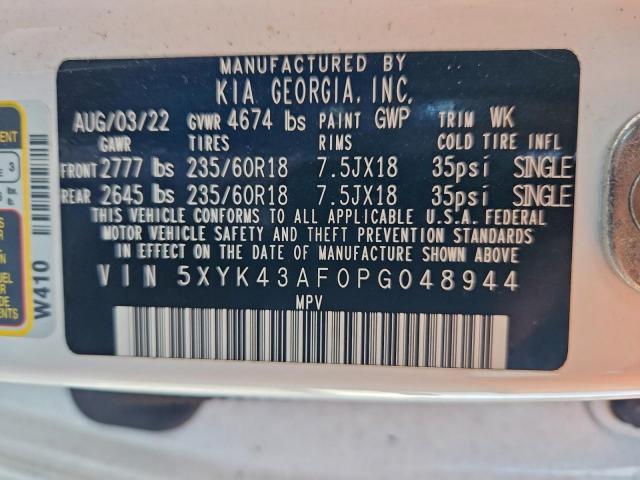 MANUFACTURED BY
KIA GEORGIA, INC.
AUG/03/22 GVWR 4674 lbs PAINT GWP TRIM WK
GAWR TIRES RIMS COLD TIRE INFL
FRONT 2777 lbs 235/60R18 7.5JX18 35psi SINGLE
REAR 2645 lbs 235/60R18 7.5JX18 35psi SINGLE
THIS VEHICLE CONFORMS TO ALL APPLICABLE U.S.A. FEDERAL
MOTOR VEHICLE SAFETY AND THEFT PREVENTION STANDARDS
IN EFFECT ON THE DATE OF MANUFACTURE SHOWN ABOVE.
VIN 5XYK43AF0PG048944
MPV
W410
3